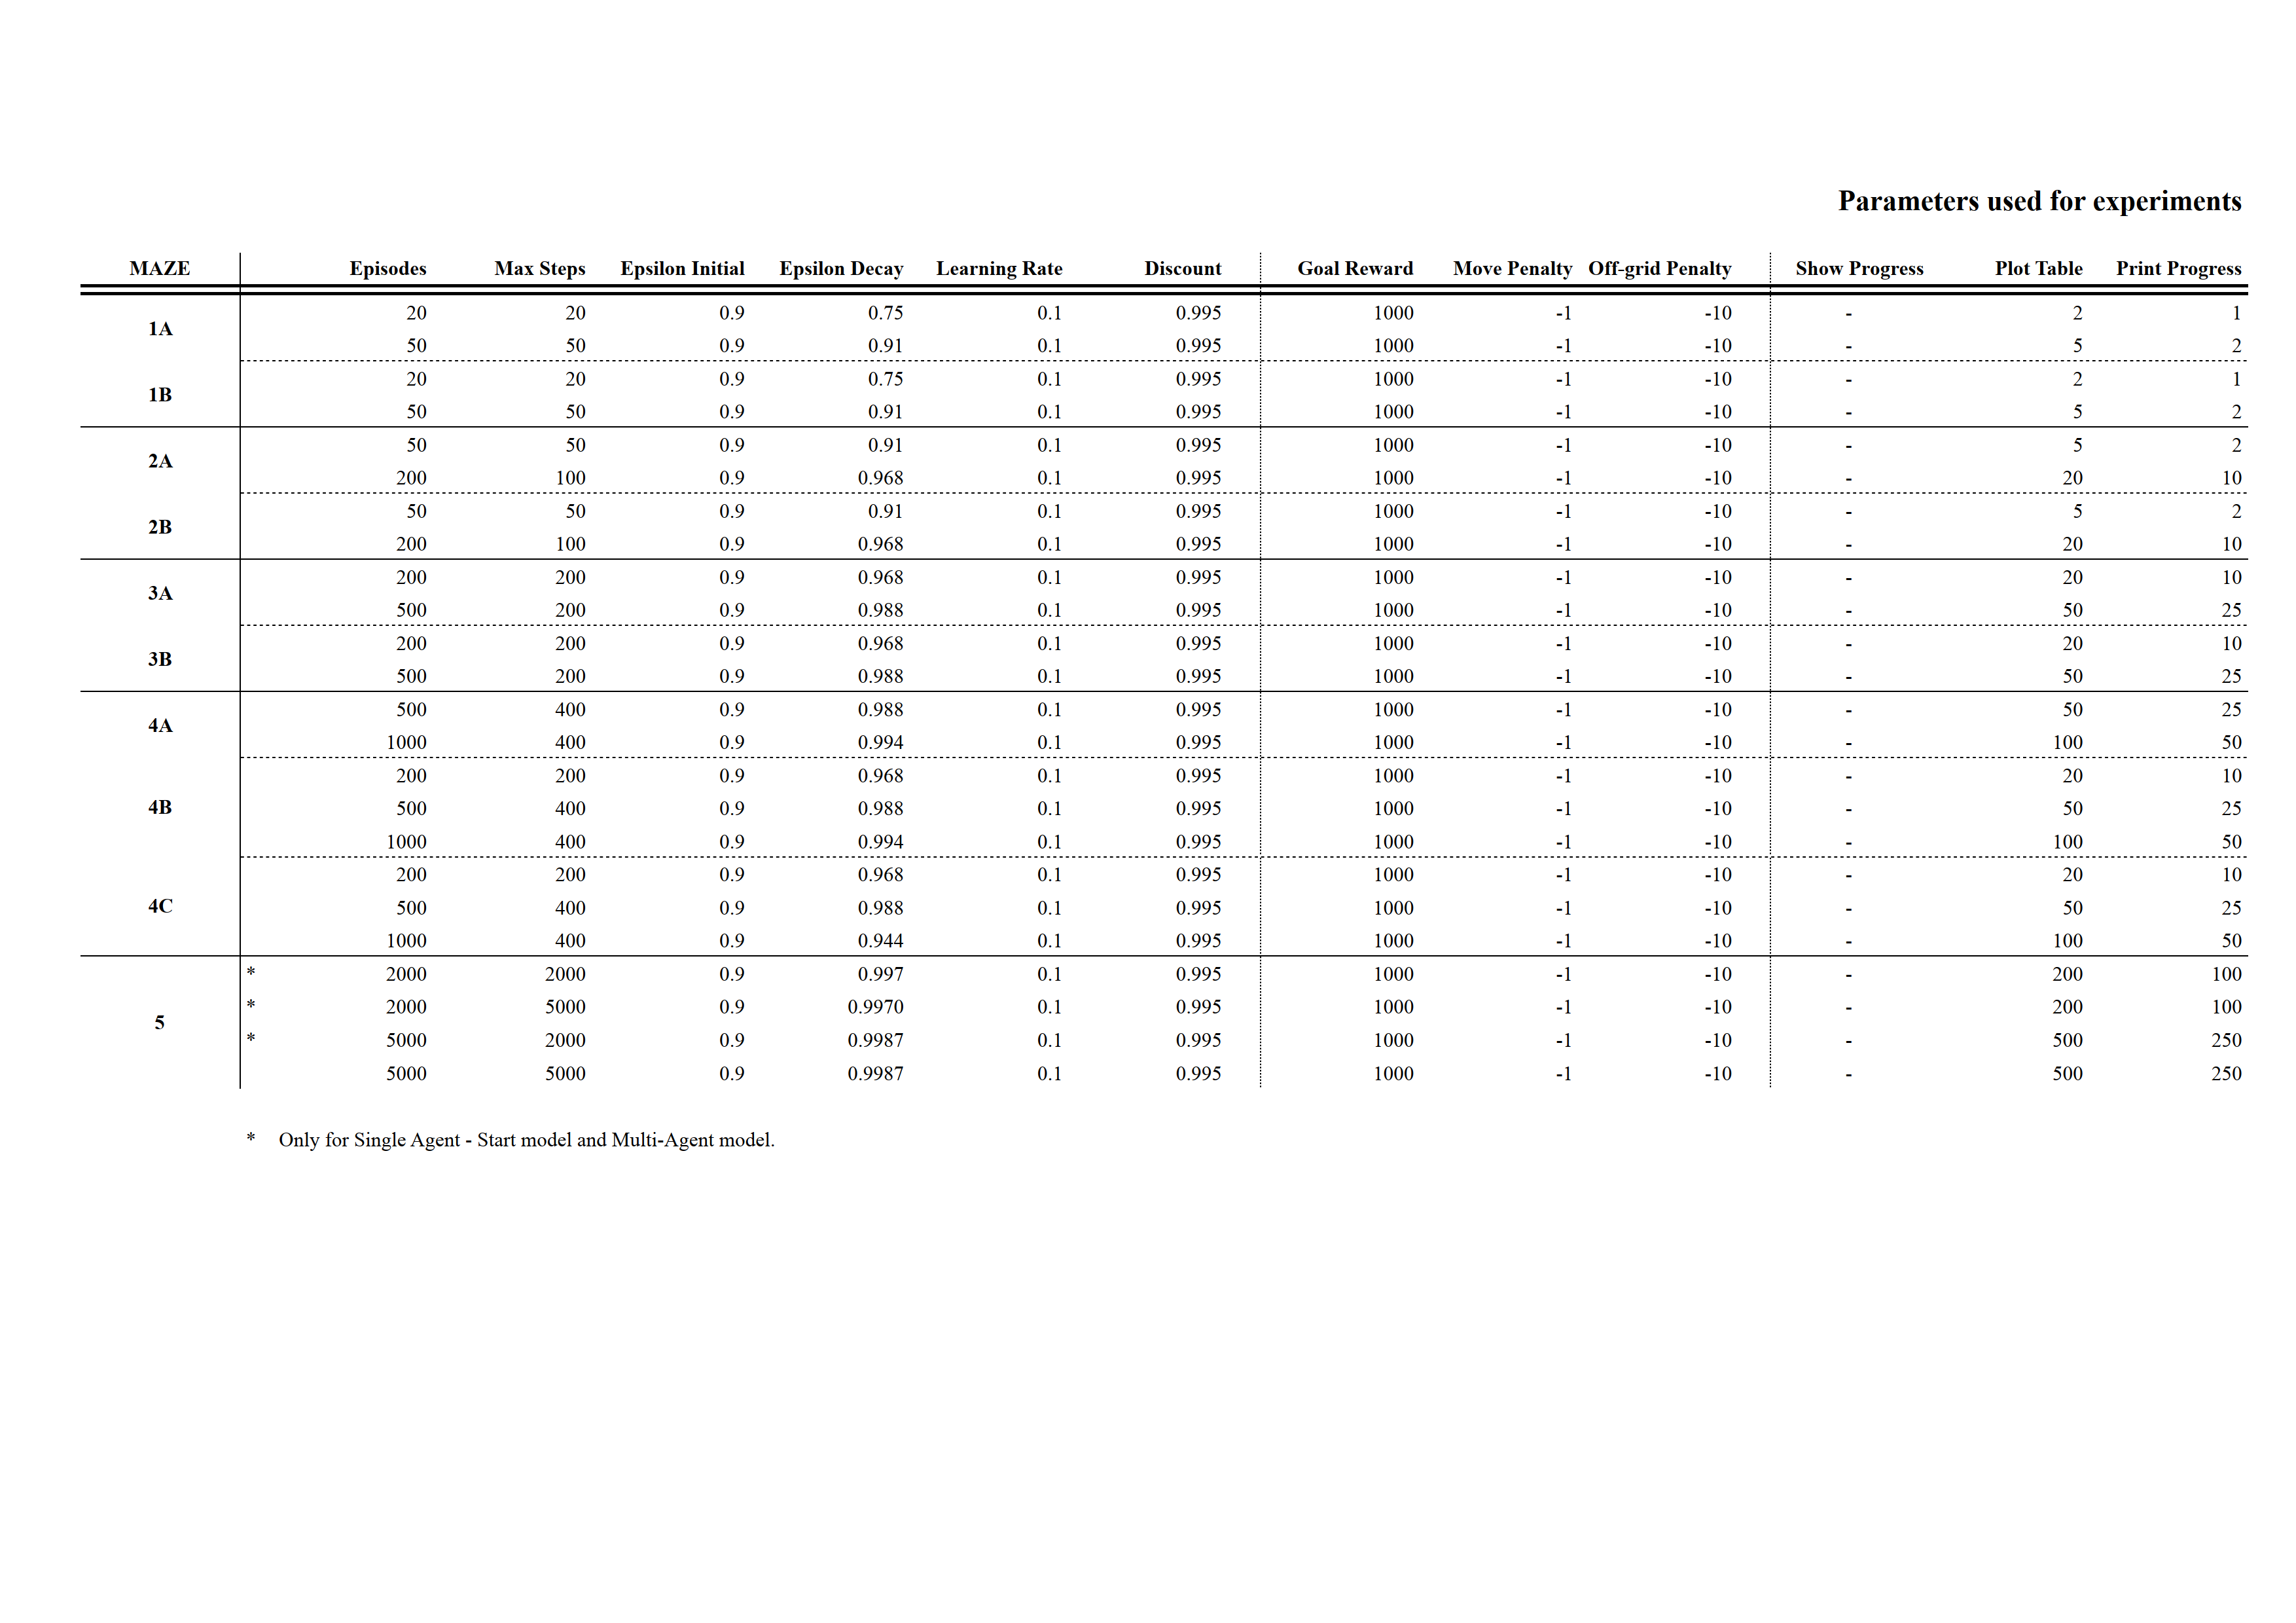 Parameters used for experiments
MAZE Episodes Max Steps Epsilon Initial Epsilon Decay Learning Rate Discount Goal Reward Move Penalty Off-grid Penalty Show Progress Plot Table Print Progress
1A
20 20 0.9 0.75 0.1 0.995 1000 -1 -10 - 2 1
50 50 0.9 0.91 0.1 0.995 1000 -1 -10 - 5 2
1B
20 20 0.9 0.75 0.1 0.995 1000 -1 -10 - 2 1
50 50 0.9 0.91 0.1 0.995 1000 -1 -10 - 5 2
2A
50 50 0.9 0.91 0.1 0.995 1000 -1 -10 - 5 2
200 100 0.9 0.968 0.1 0.995 1000 -1 -10 - 20 10
2B
50 50 0.9 0.91 0.1 0.995 1000 -1 -10 - 5 2
200 100 0.9 0.968 0.1 0.995 1000 -1 -10 - 20 10
3A
200 200 0.9 0.968 0.1 0.995 1000 -1 -10 - 20 10
500 200 0.9 0.988 0.1 0.995 1000 -1 -10 - 50 25
3B
200 200 0.9 0.968 0.1 0.995 1000 -1 -10 - 20 10
500 200 0.9 0.988 0.1 0.995 1000 -1 -10 - 50 25
4A
500 400 0.9 0.988 0.1 0.995 1000 -1 -10 - 50 25
1000 400 0.9 0.994 0.1 0.995 1000 -1 -10 - 100 50
4B
200 200 0.9 0.968 0.1 0.995 1000 -1 -10 - 20 10
500 400 0.9 0.988 0.1 0.995 1000 -1 -10 - 50 25
1000 400 0.9 0.994 0.1 0.995 1000 -1 -10 - 100 50
4C
200 200 0.9 0.968 0.1 0.995 1000 -1 -10 - 20 10
500 400 0.9 0.988 0.1 0.995 1000 -1 -10 - 50 25
1000 400 0.9 0.944 0.1 0.995 1000 -1 -10 - 100 50
5
* 2000 2000 0.9 0.997 0.1 0.995 1000 -1 -10 - 200 100
* 2000 5000 0.9 0.9970 0.1 0.995 1000 -1 -10 - 200 100
* 5000 2000 0.9 0.9987 0.1 0.995 1000 -1 -10 - 500 250
5000 5000 0.9 0.9987 0.1 0.995 1000 -1 -10 - 500 250
* Only for Single Agent - Start model and Multi-Agent model.